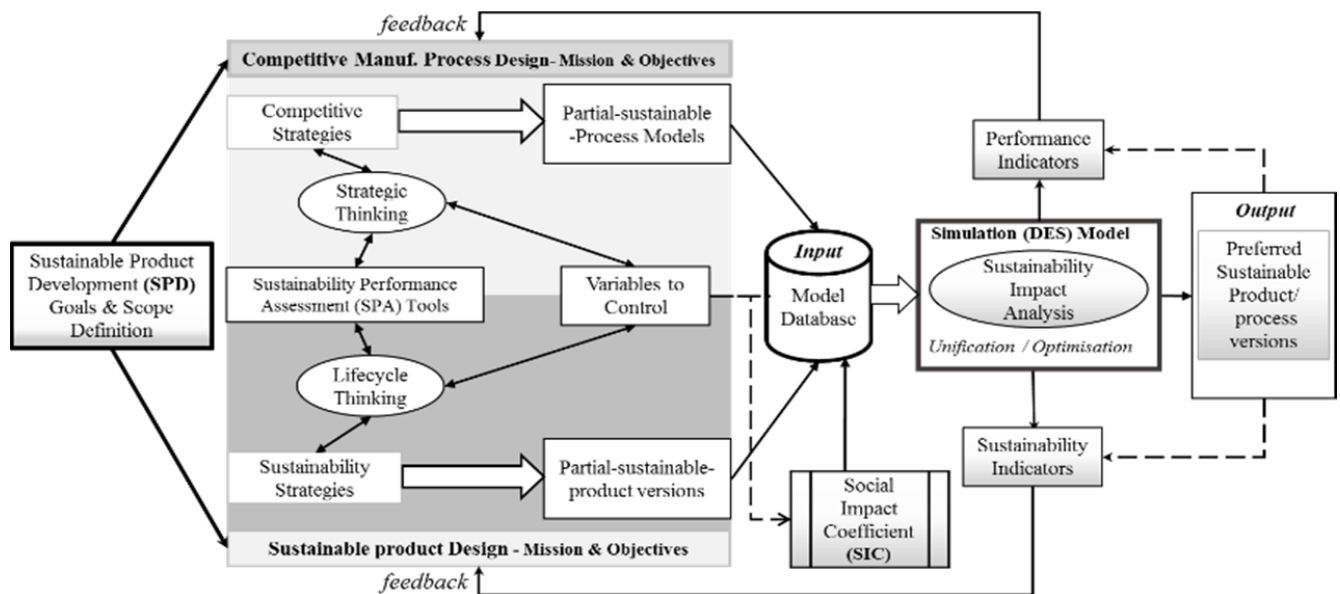 feedback
Competitive Manuf. Process Design- Mission & Objectives
Competitive
Strategies
Partial-sustainable
-Process Models
Strategic
Thinking
Sustainable Product
Development (SPD)
Goals & Scope
Definition
Sustainability Performance
Assessment (SPA) Tools
Variables to
Control
Lifecycle
Thinking
Sustainability
Strategies
Partial-sustainable-
product versions
Sustainable product Design - Mission & Objectives
feedback
Input
Model
Database
Social
Impact
Coefficient
(SIC)
Performance
Indicators
Simulation (DES) Model
Sustainability
Impact
Analysis
Unification / Optimisation
Sustainability
Indicators
Output
Preferred
Sustainable
Product/
process
versions